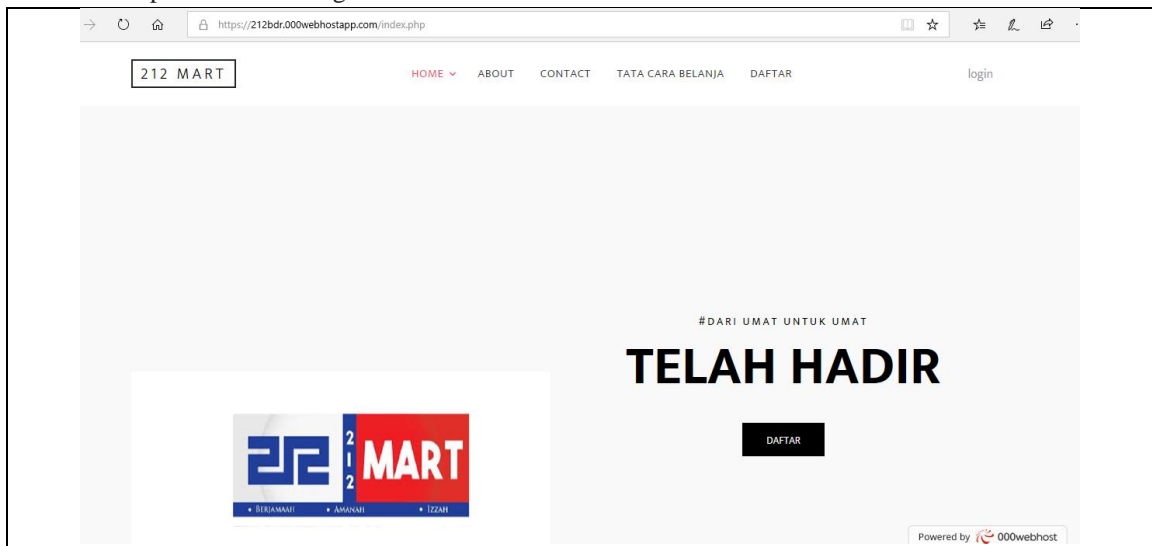 https://212bdr.000webhostapp.com/index.php
212 MART
HOME ABOUT CONTACT TATA CARA BELANJA DAFTAR
login
#DARI UMAT UNTUK UMAT
TELAH HADIR
DAFTAR
212 MART
• BERJAMAAH • AMANAH • IZZAH
Powered by 000webhost